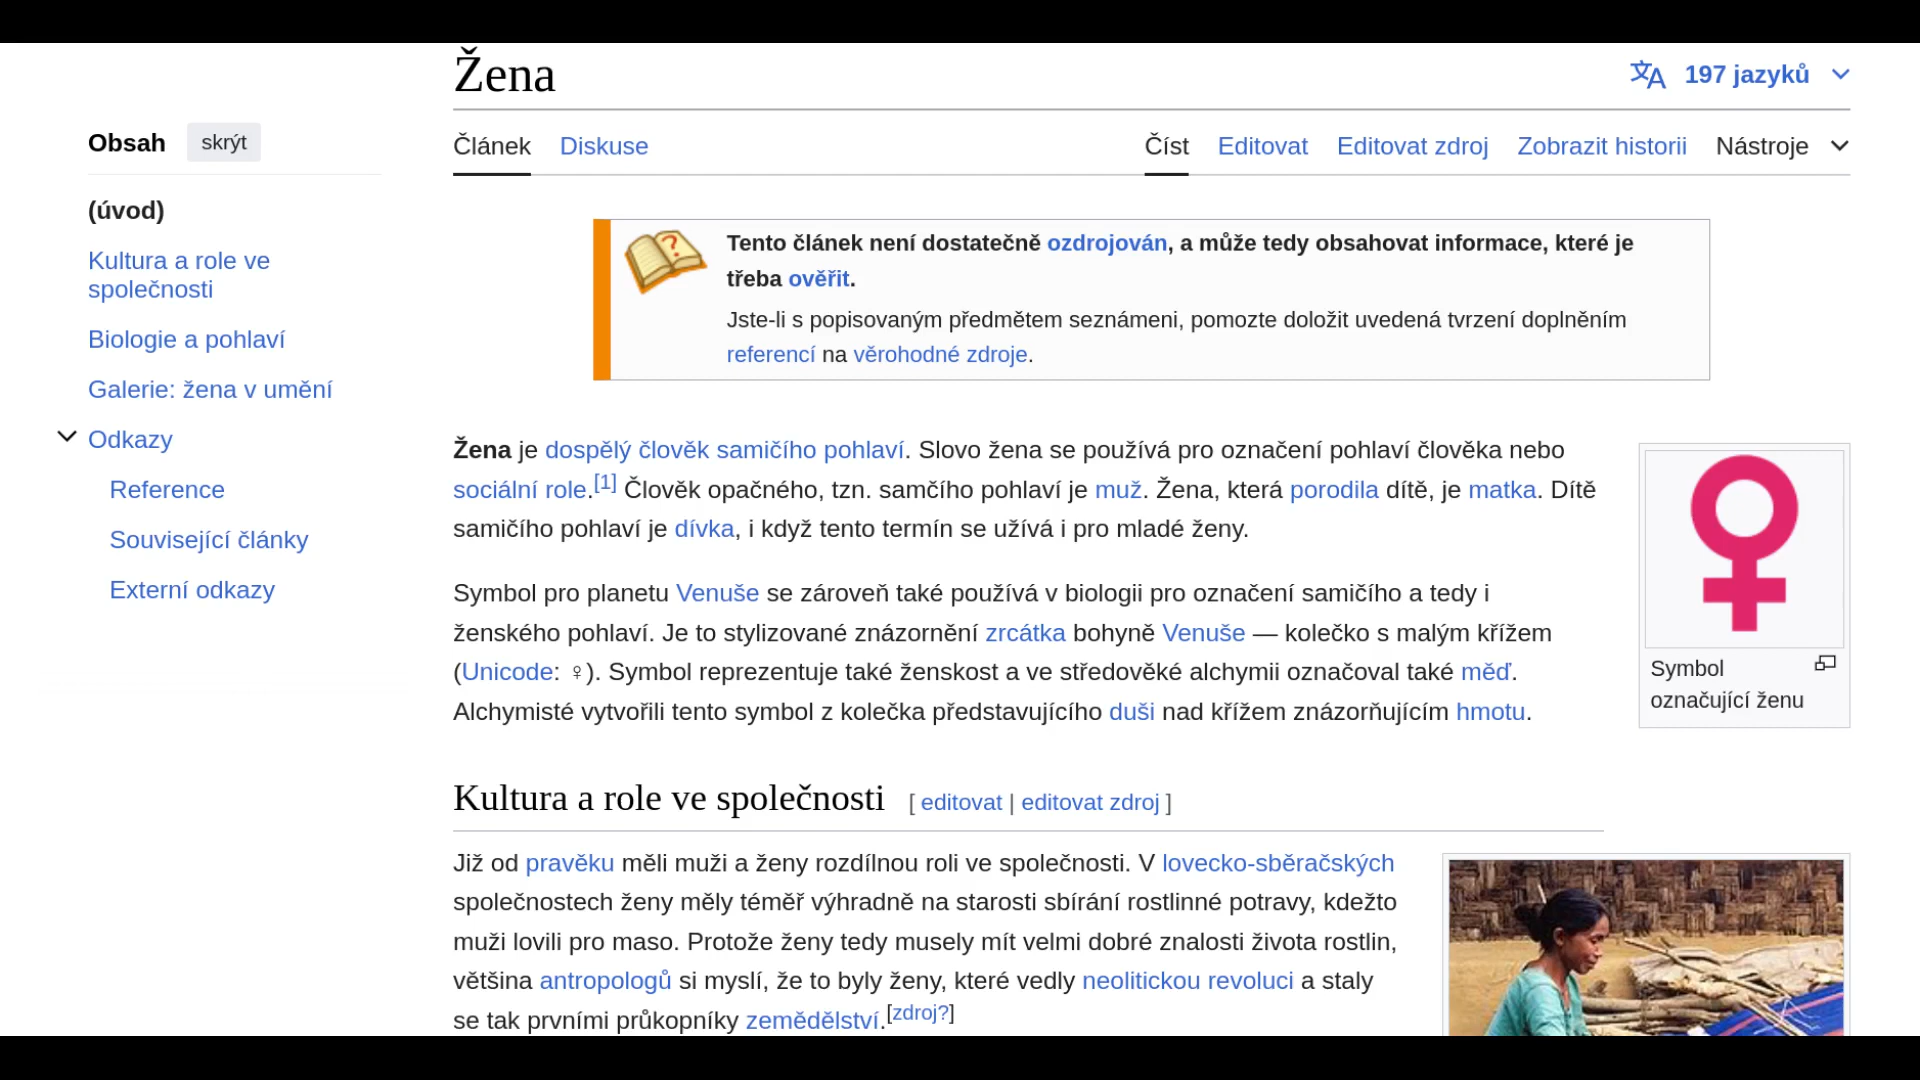 Žena
197 jazyků
Obsah
skrýt
(úvod)
Kultura a role ve
společnosti
Biologie a pohlaví
Galerie: žena v umění
Odkazy
Reference
Související články
Externí odkazy
Článek
Diskuse
Číst
Editovat
Editovat zdroj
Zobrazit historii
Nástroje
Tento článek není dostatečně ozdrojován, a může tedy obsahovat informace, které je
třeba ověřit.
Jste-li s popisovaným předmětem seznámeni, pomozte doložit uvedená tvrzení doplněním
referencí na věrohodné zdroje.
Žena je dospělý člověk samičího pohlaví. Slovo žena se používá pro označení pohlaví člověka nebo
sociální role.[1] Člověk opačného, tzn. samčího pohlaví je muž. Žena, která porodila dítě, je matka. Dítě
samičího pohlaví je dívka, i když tento termín se užívá i pro mladé ženy.
Symbol pro planetu Venuše se zároveň také používá v biologii pro označení samičího a tedy i
ženského pohlaví. Je to stylizované znázornění zrcátka bohyně Venuše — kolečko s malým křížem
(Unicode: ♀). Symbol reprezentuje také ženskost a ve středověké alchymii označoval také měď.
Alchymisté vytvořili tento symbol z kolečka představujícího duši nad křížem znázorňujícím hmotu.
Symbol
označující ženu
Kultura a role ve společnosti [ editovat | editovat zdroj ]
Již od pravěku měli muži a ženy rozdílnou roli ve společnosti. V lovecko-sběračských
společnostech ženy měly téměř výhradně na starosti sbírání rostlinné potravy, kdežto
muži lovili pro maso. Protože ženy tedy musely mít velmi dobré znalosti života rostlin,
většina antropologů si myslí, že to byly ženy, které vedly neolitickou revoluci a staly
se tak prvními průkopníky zemědělství.[zdroj?]